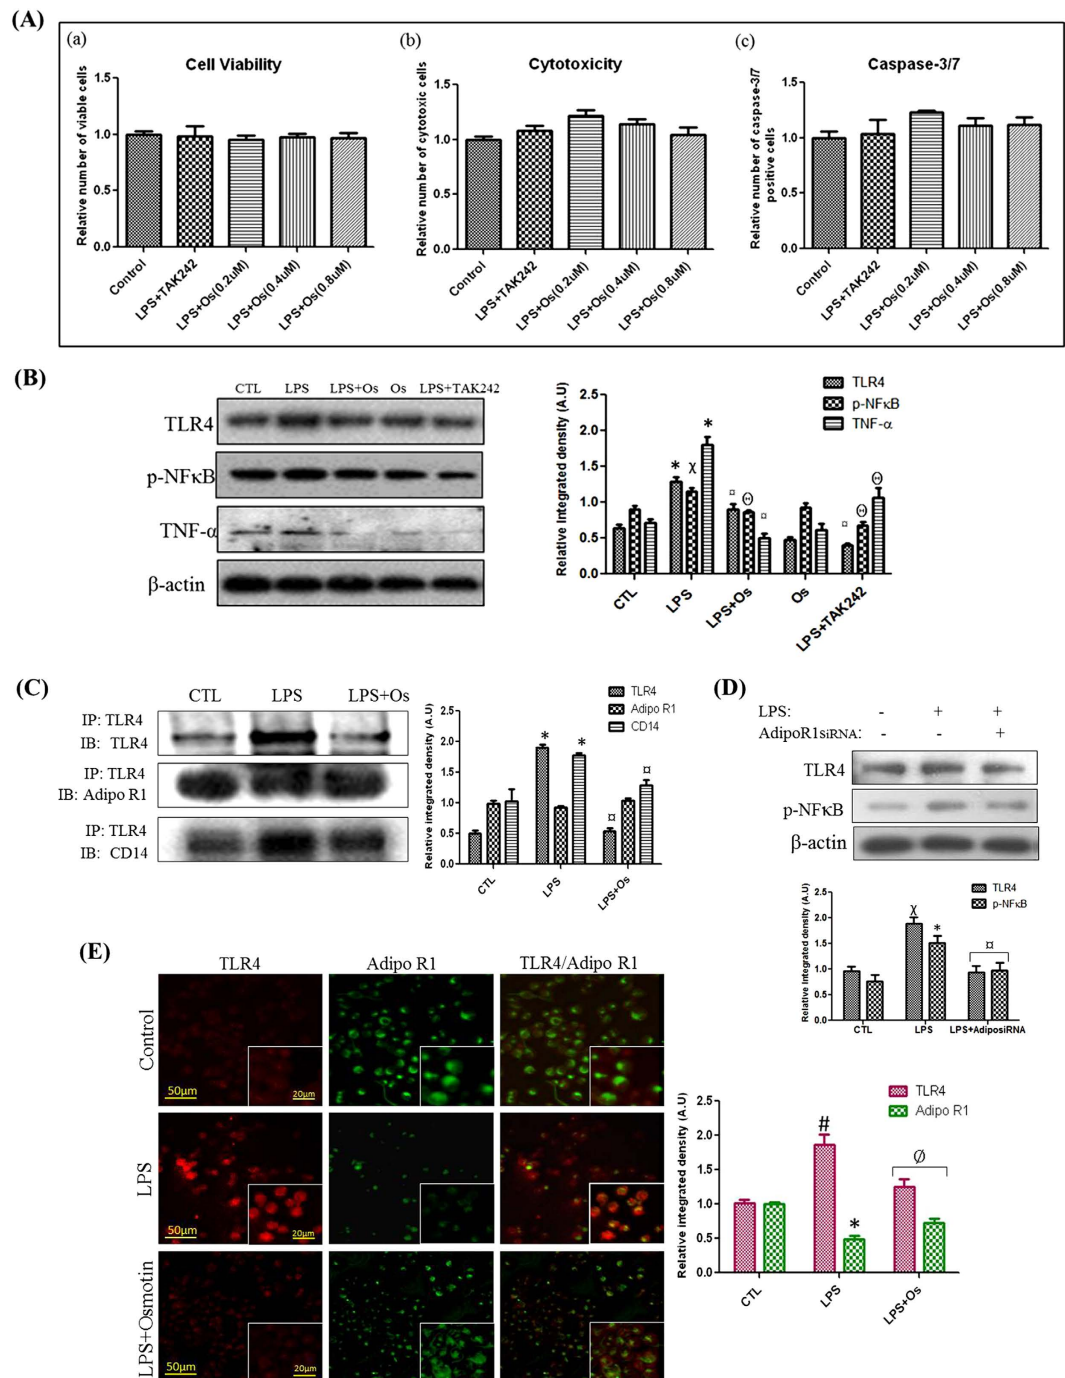 (A)
(a)
Cell Viability
Relative number of viable cells
1.5
1.0
0.5
0.0
Control
LPS+TAK242
LPS+Os(0.2uM)
LPS+Os(0.4uM)
LPS+Os(0.8uM)
(b)
Cytotoxicity
Relative number of cytotoxic cells
1.5
1.0
0.5
0.0
Control
LPS+TAK242
LPS+Os(0.2uM)
LPS+Os(0.4uM)
LPS+Os(0.8uM)
(c)
Caspase-3/7
Relative number of caspase-3/7
positive cells
1.5
1.0
0.5
0.0
Control
LPS+TAK242
LPS+Os(0.2uM)
LPS+Os(0.4uM)
LPS+Os(0.8uM)
(B)
CTL LPS LPS+Os Os LPS+TAK242
TLR4
p-NFκB
TNF-α
β-actin
TLR4
p-NFκB
TNF-α
Relative Integrated density (A.U)
2.5
2.0
1.5
1.0
0.5
0.0
* χ *
¤ Θ ¤
¤ Θ Θ
CTL
LPS
LPS+Os
Os
LPS+TAK242
(C)
CTL LPS LPS+Os
IP: TLR4
IB: TLR4
IP: TLR4
IB: Adipo R1
IP: TLR4
IB: CD14
TLR4
Adipo R1
CD14
Relative integrated density (A.U)
2.5
2.0
1.5
1.0
0.5
0.0
* *
¤ ¤
CTL
LPS
LPS+Os
(D)
LPS: - + +
AdipoR1siRNA: - - +
TLR4
p-NFκB
β-actin
TLR4
p-NFκB
Relative integrated density (A.U)
2.5
2.0
1.5
1.0
0.5
0.0
χ *
¤
CTL LPS LPS+AdiposiRNA
(E)
TLR4 Adipo R1 TLR4/Adipo R1
Control
50μm 20μm
LPS
50μm 20μm
LPS+Osmotin
50μm 20μm
TLR4
Adipo R1
Relative integrated density (A.U)
2.5
2.0
1.5
1.0
0.5
0.0
# *
Ø
CTL
LPS
LPS+Os